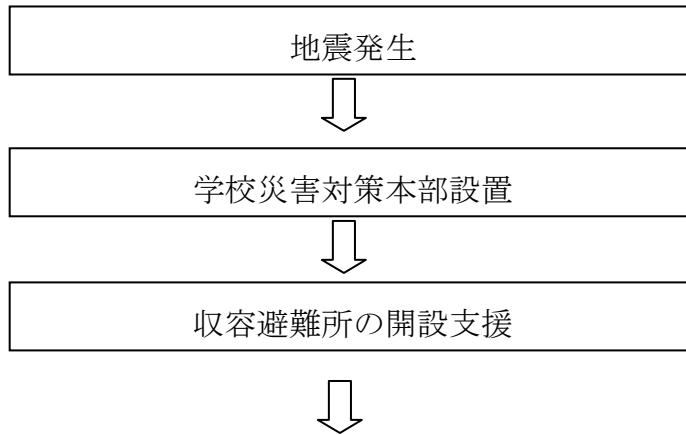 地震発生
学校災害対策本部設置
収容避難所の開設支援